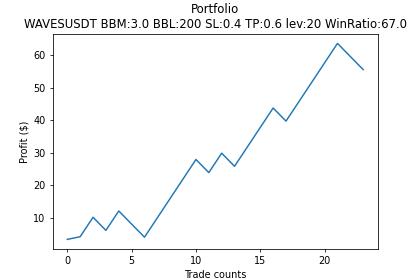 Portfolio
WAVESUSDT BBM:3.0 BBL:200 SL:0.4 TP:0.6 lev:20 WinRatio:67.0
Profit ($)
60
50
40
30
20
10
0 5 10 15 20
Trade counts